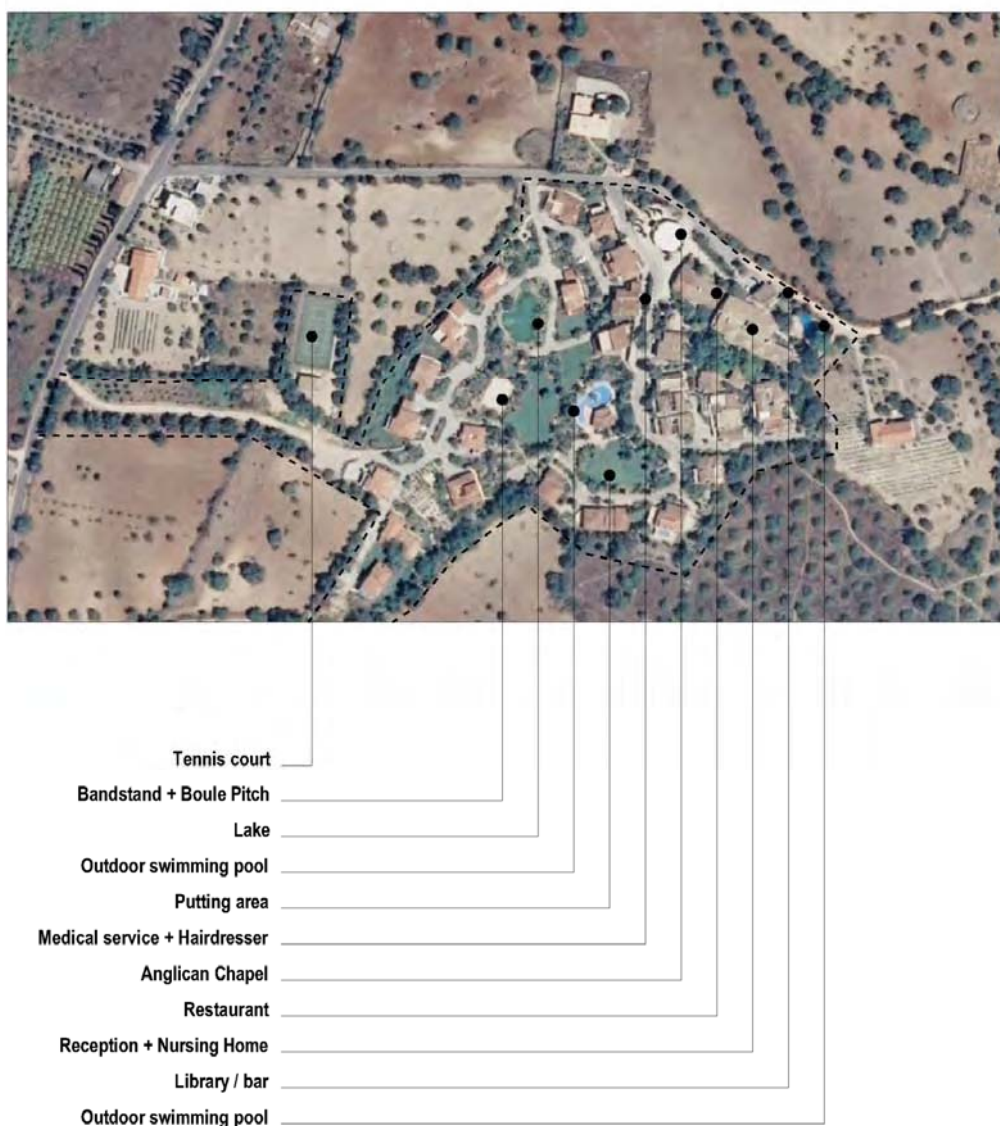 Tennis court
Bandstand + Boule Pitch
Lake
Outdoor swimming pool
Putting area
Medical service + Hairdresser
Anglican Chapel
Restaurant
Reception + Nursing Home
Library / bar
Outdoor swimming pool